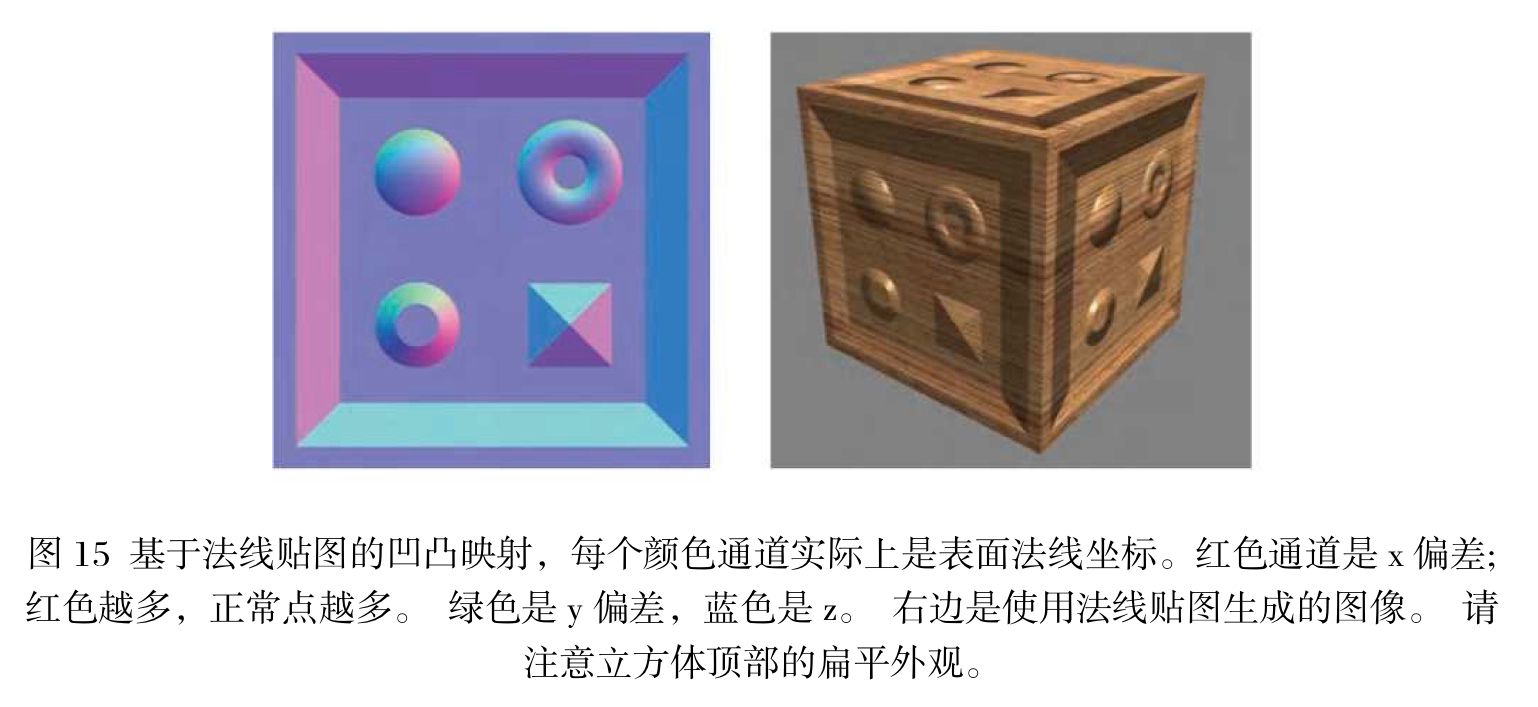 图 15 基于法线贴图的凹凸映射，每个颜色通道实际上是表面法线坐标。红色通道是 x 偏差;
红色越多，正常点越多。 绿色是 y 偏差，蓝色是 z。 右边是使用法线贴图生成的图像。 请
注意立方体顶部的扁平外观。